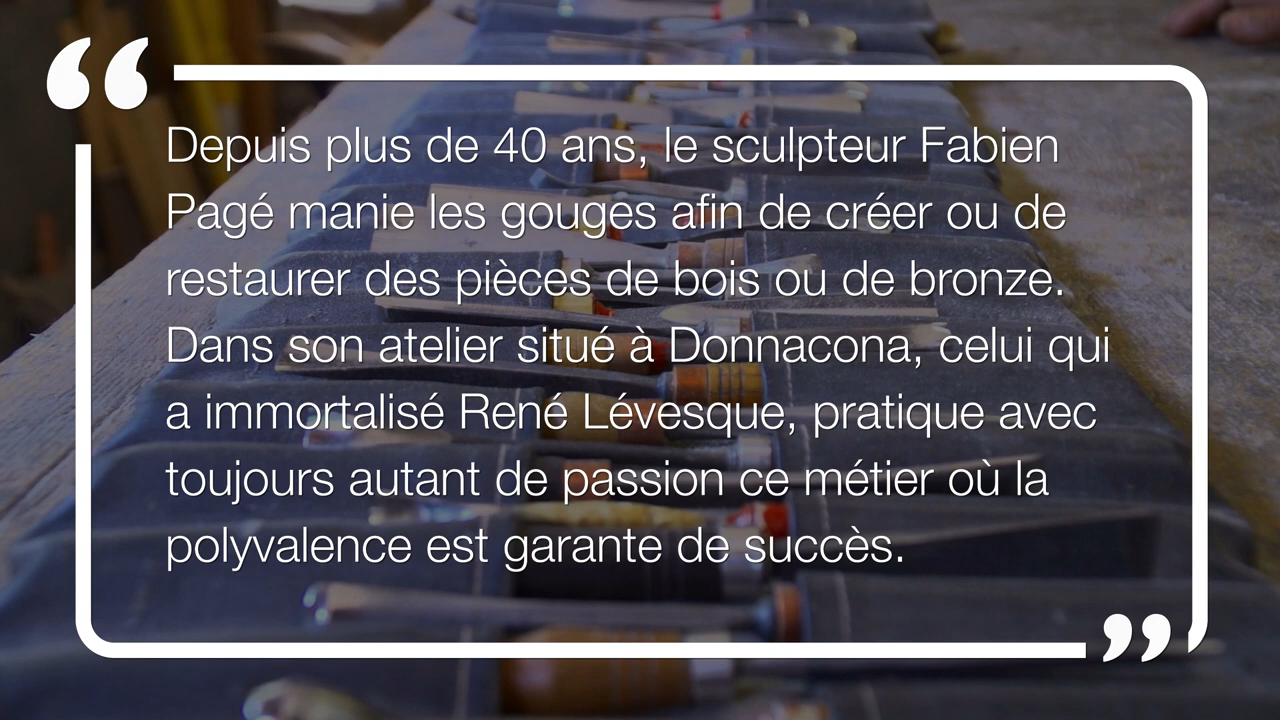 Depuis plus de 40 ans, le sculpteur Fabien
Pagé manie les gouges afin de créer ou de
restaurer des pièces de bois ou de bronze.
Dans son atelier situé à Donnacona, celui qui
a immortalisé René Lévesque, pratique avec
toujours autant de passion ce métier où la
polyvalence est garante de succès.